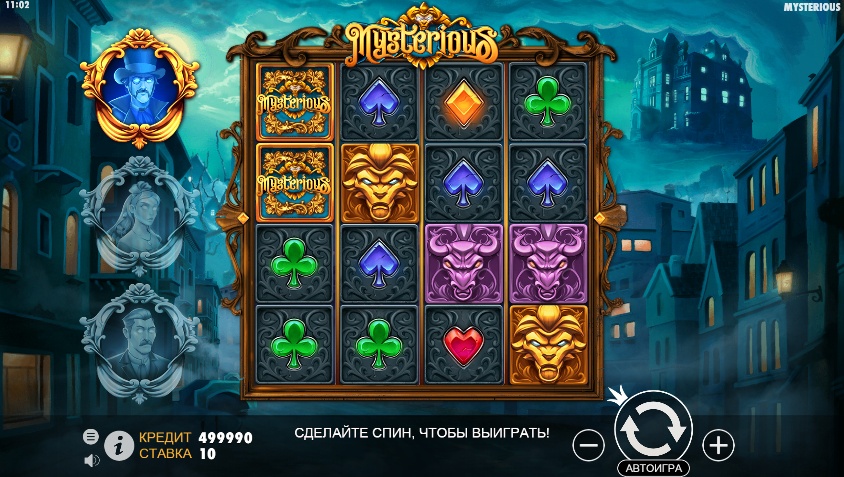 11:02
MYSTERIOUS
Mysterious
Mysterious
Mysterious
КРЕДИТ 499990
СТАВКА 10
СДЕЛАЙТЕ СПИН, ЧТОБЫ ВЫИГРАТЬ!
АВТОИГРА